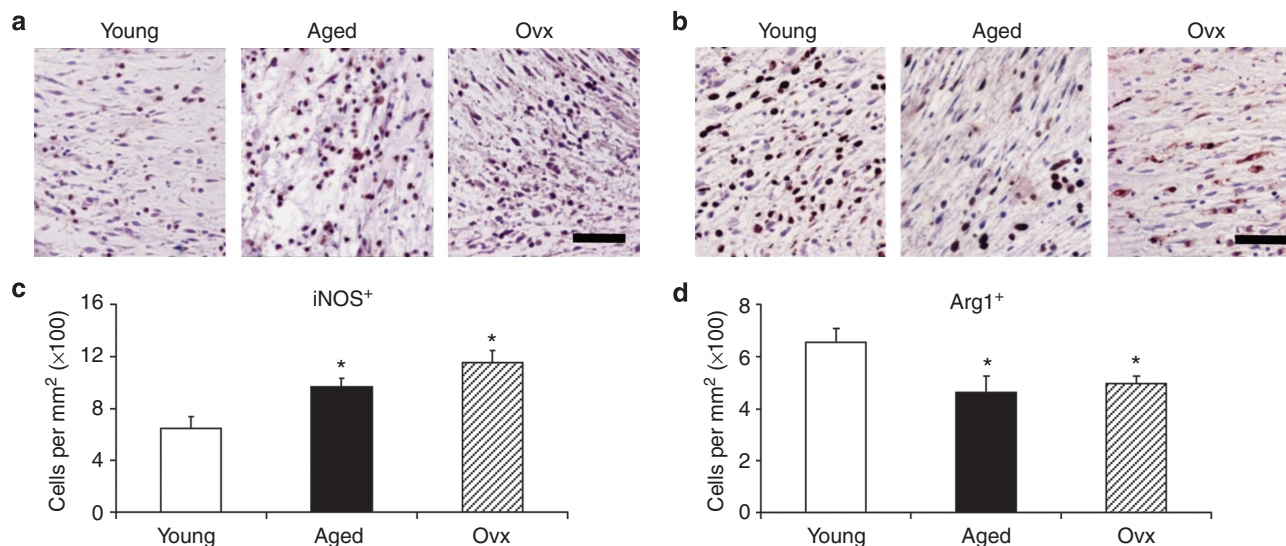 a
Young Aged Ovx
b
Young Aged Ovx
c
iNOS+
Cells per mm2 (×100)
16
12
8
4
0
*
*
Young Aged Ovx
d
Arg1+
Cells per mm2 (×100)
8
6
4
2
0
*
*
Young Aged Ovx